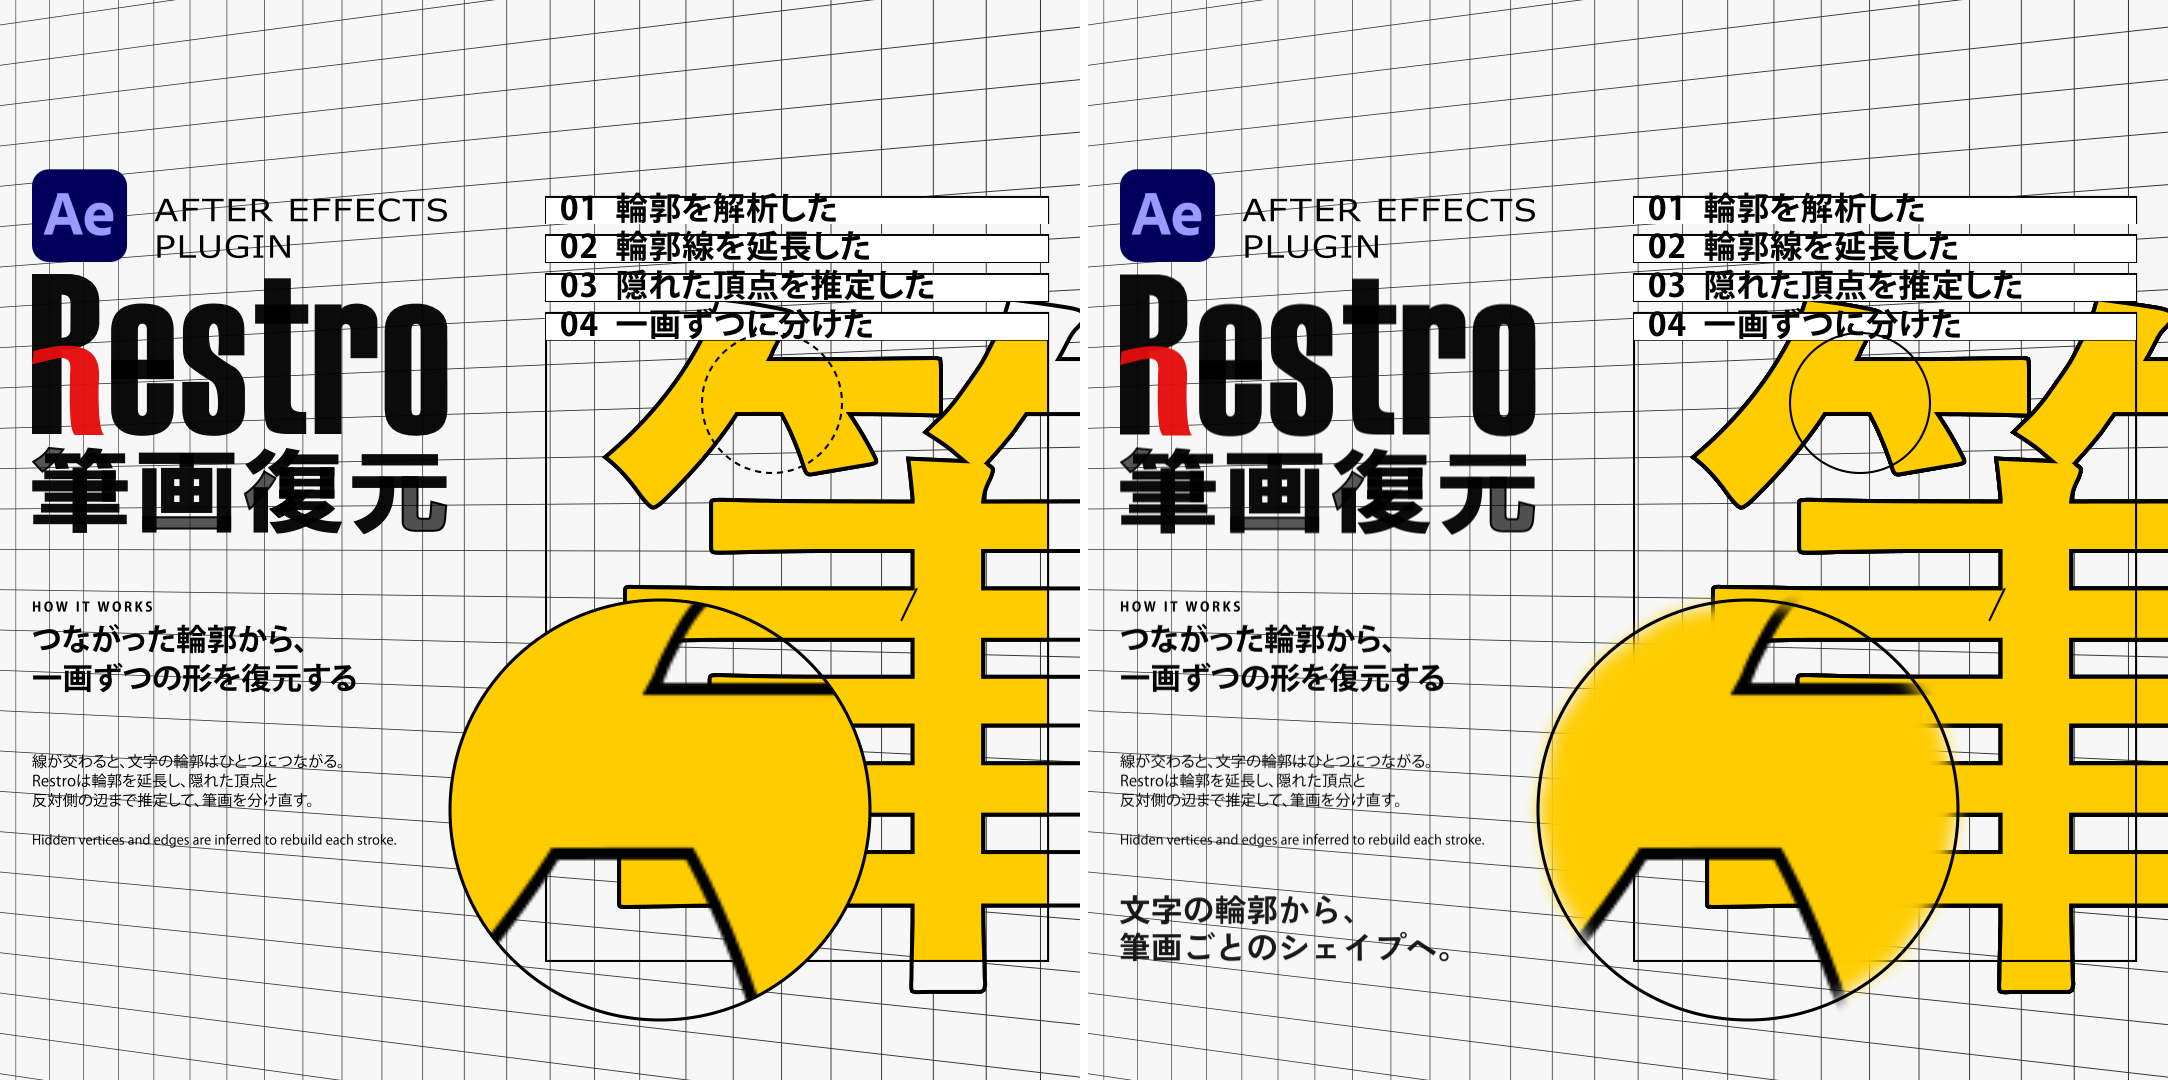 Ae
AFTER EFFECTS
PLUGIN
Restro
筆画復元
01 輪郭を解析した
02 輪郭線を延長した
03 隠れた頂点を推定した
04 一画ずつに分けた
HOW IT WORKS
つながった輪郭から、
一画ずつの形を復元する
線が交わると、文字の輪郭はひとつにつながる。
Restroは輪郭を延長し、隠れた頂点と
反対側の辺まで推定して、筆画を分け直す。
Hidden vertices and edges are inferred to rebuild each stroke.
筆
Ae
AFTER EFFECTS
PLUGIN
Restro
筆画復元
01 輪郭を解析した
02 輪郭線を延長した
03 隠れた頂点を推定した
04 一画ずつに分けた
HOW IT WORKS
つながった輪郭から、
一画ずつの形を復元する
線が交わると、文字の輪郭はひとつにつながる。
Restroは輪郭を延長し、隠れた頂点と
反対側の辺まで推定して、筆画を分け直す。
Hidden vertices and edges are inferred to rebuild each stroke.
文字の輪郭から、
筆画ごとのシェイプへ。
筆